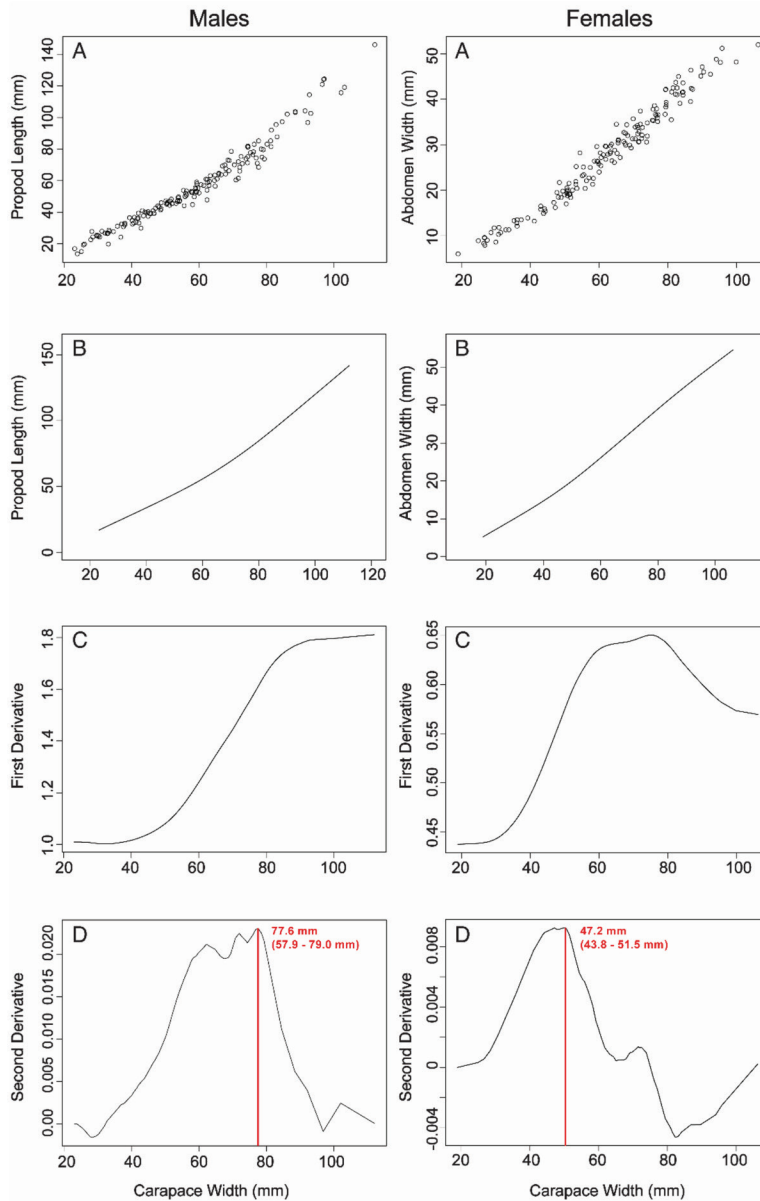 Males
Females
A
Propod Length (mm)
20 40 60 80 100 120 140
20 40 60 80 100
A
Abdomen Width (mm)
10 20 30 40 50
20 40 60 80 100
B
Propod Length (mm)
0 50 100 150
20 40 60 80 100 120
B
Abdomen Width (mm)
0 10 20 30 40 50
20 40 60 80 100
C
First Derivative
1.0 1.2 1.4 1.6 1.8
20 40 60 80 100
C
First Derivative
0.45 0.50 0.55 0.60 0.65
20 40 60 80 100
D
77.6 mm
(57.9 - 79.0 mm)
Second Derivative
0.00 0.005 0.010 0.015 0.020
20 40 60 80 100
Carapace Width (mm)
D
47.2 mm
(43.8 - 51.5 mm)
Second Derivative
-0.004 0 0.004 0.008
20 40 60 80 100
Carapace Width (mm)